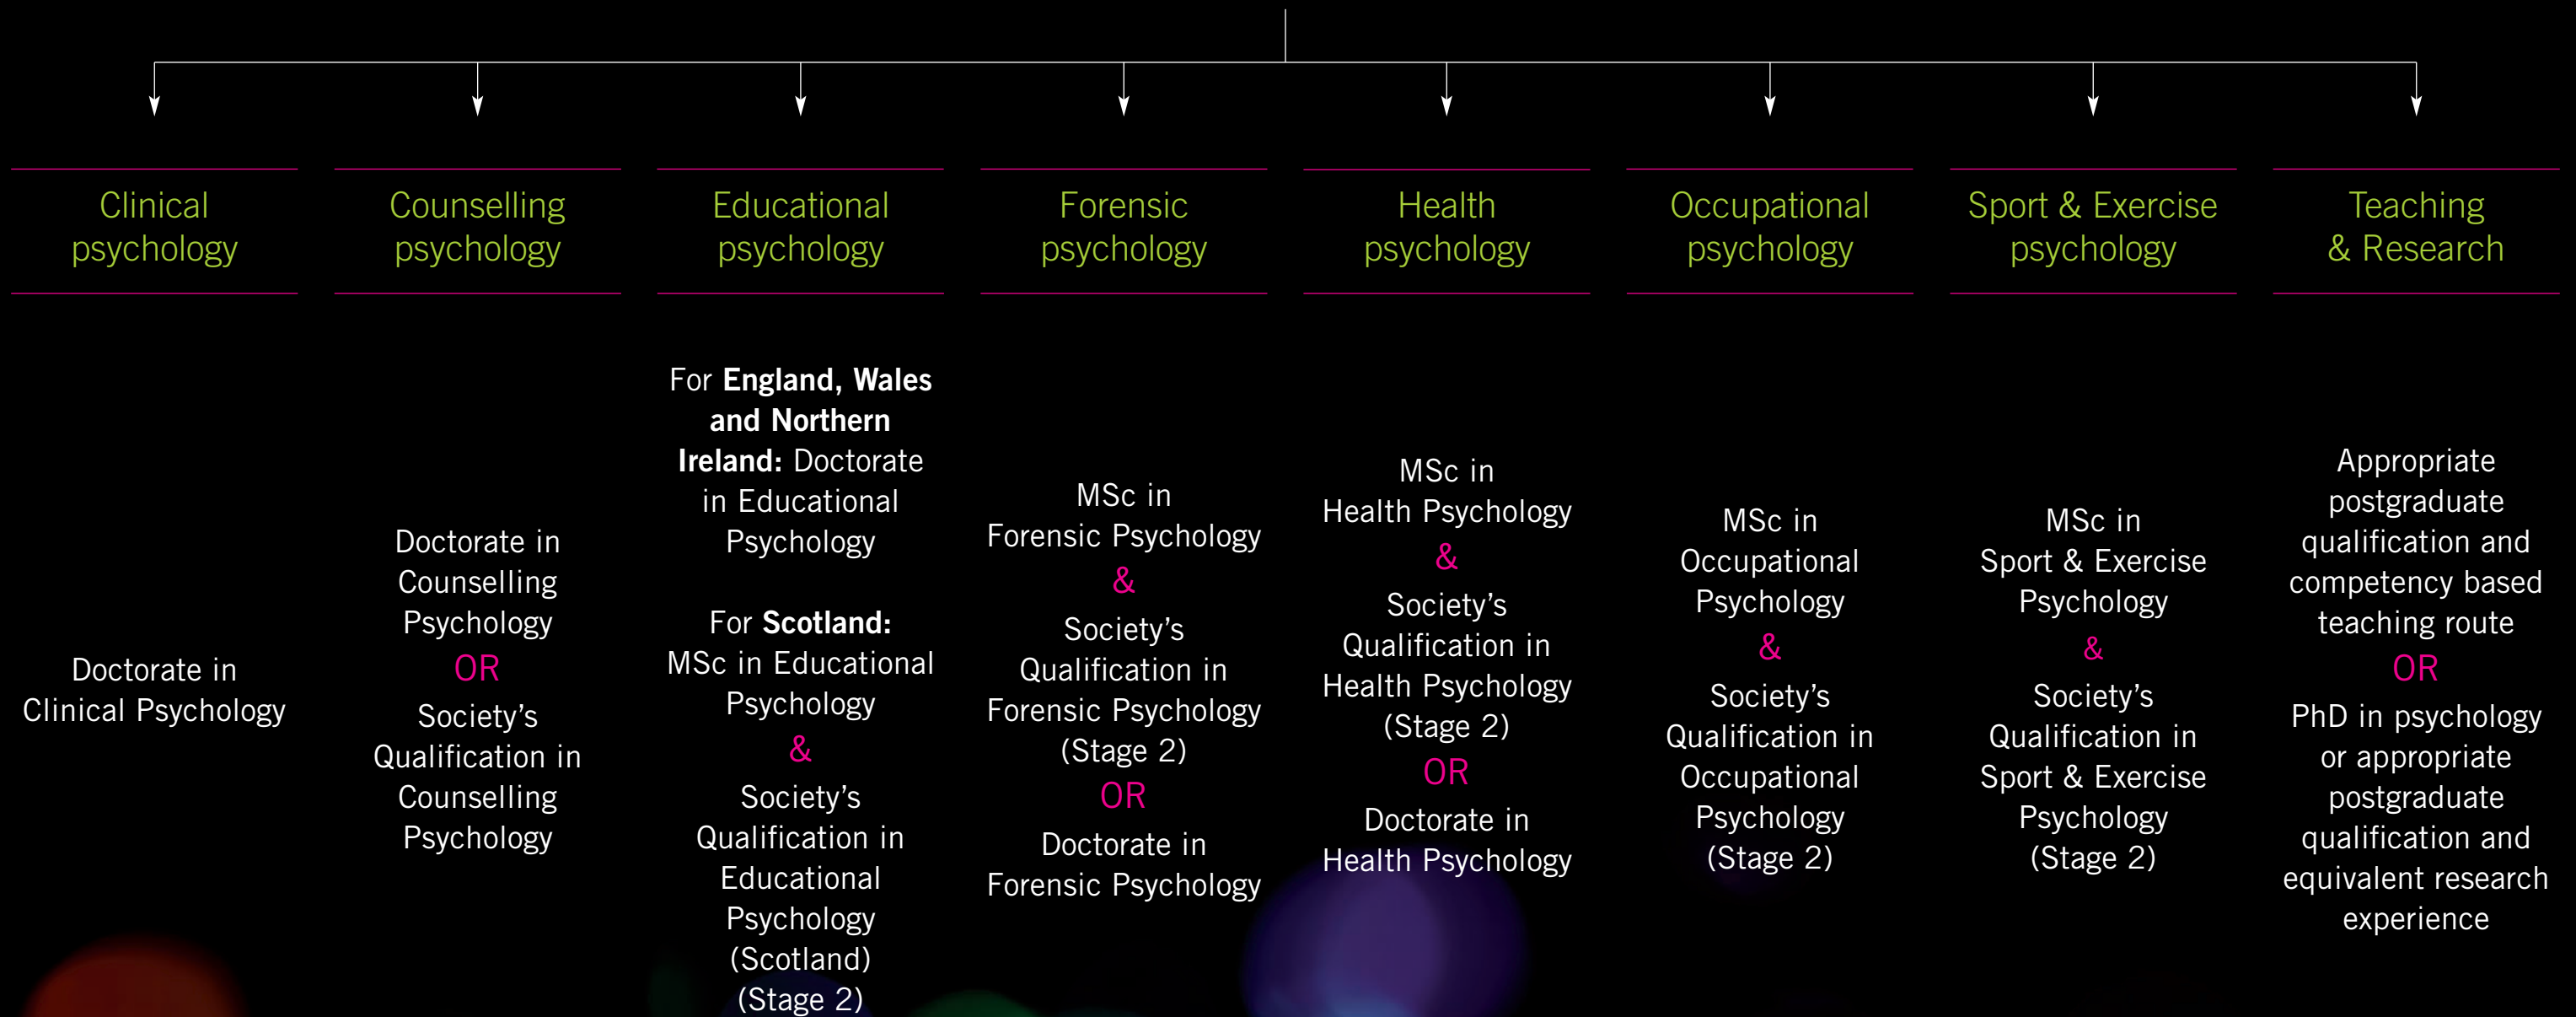 Clinical
psychology
Counselling
psychology
Educational
psychology
Forensic
psychology
Health
psychology
Occupational
psychology
Sport & Exercise
psychology
Teaching
& Research
Doctorate in
Clinical Psychology
Doctorate in
Counselling
Psychology
OR
Society’s
Qualification in
Counselling
Psychology
For England, Wales
and Northern
Ireland: Doctorate
in Educational
Psychology
For Scotland:
MSc in Educational
Psychology
&
Society’s
Qualification in
Educational
Psychology
(Scotland)
(Stage 2)
MSc in
Forensic Psychology
&
Society’s
Qualification in
Forensic Psychology
(Stage 2)
OR
Doctorate in
Forensic Psychology
MSc in
Health Psychology
&
Society’s
Qualification in
Health Psychology
(Stage 2)
OR
Doctorate in
Health Psychology
MSc in
Occupational
Psychology
&
Society’s
Qualification in
Occupational
Psychology
(Stage 2)
MSc in
Sport & Exercise
Psychology
&
Society’s
Qualification in
Sport & Exercise
Psychology
(Stage 2)
Appropriate
postgraduate
qualification and
competency based
teaching route
OR
PhD in psychology
or appropriate
postgraduate
qualification and
equivalent research
experience